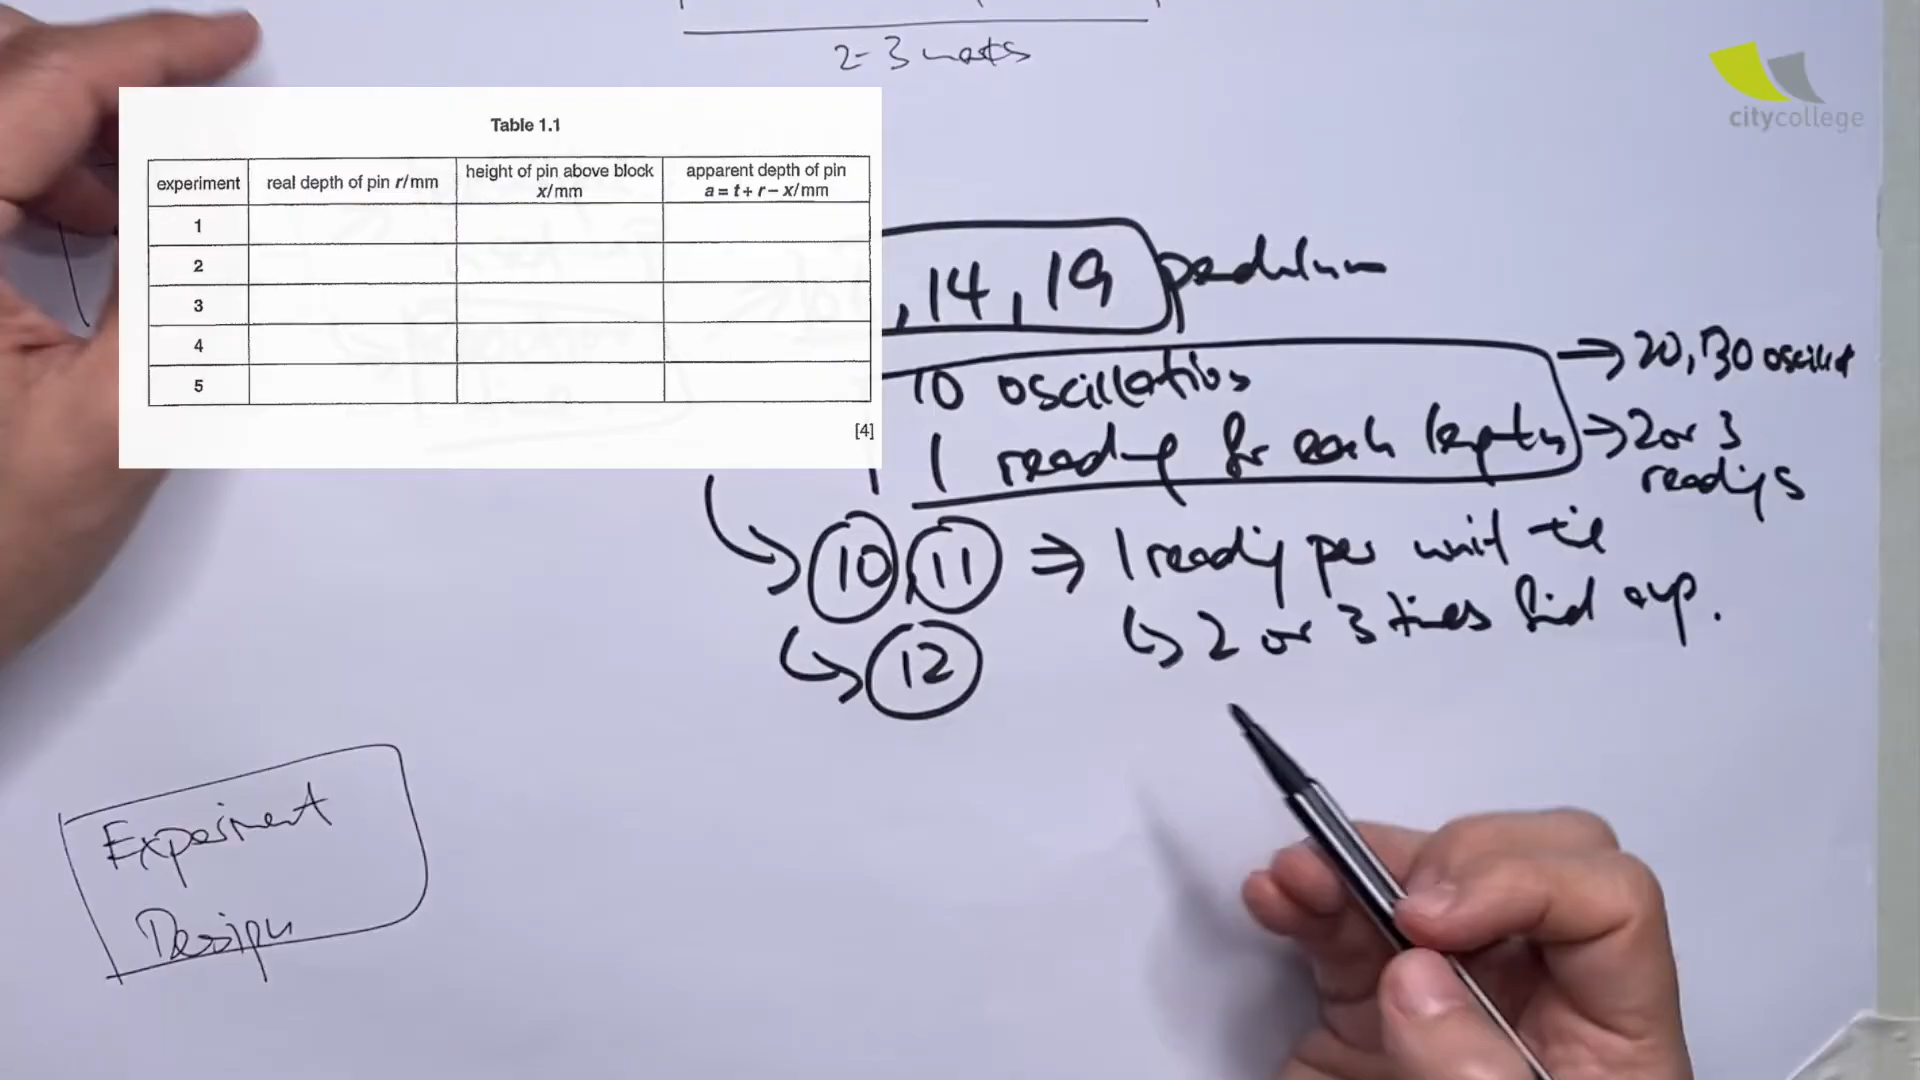 2-3 marks
citycollege
Table 1.1
experiment real depth of pin r/mm height of pin above block x/mm apparent depth of pin a = t + r − x/mm
1
2
3
4
5
[4]
, 14, 19 pendulum
10 oscillations → 20, 30 oscillat
1 reading for each length → 2 or 3
readings
10, 11 ⇒ 1 reading per unit time
↳ 2 or 3 times find avg.
12
Experiment
Design